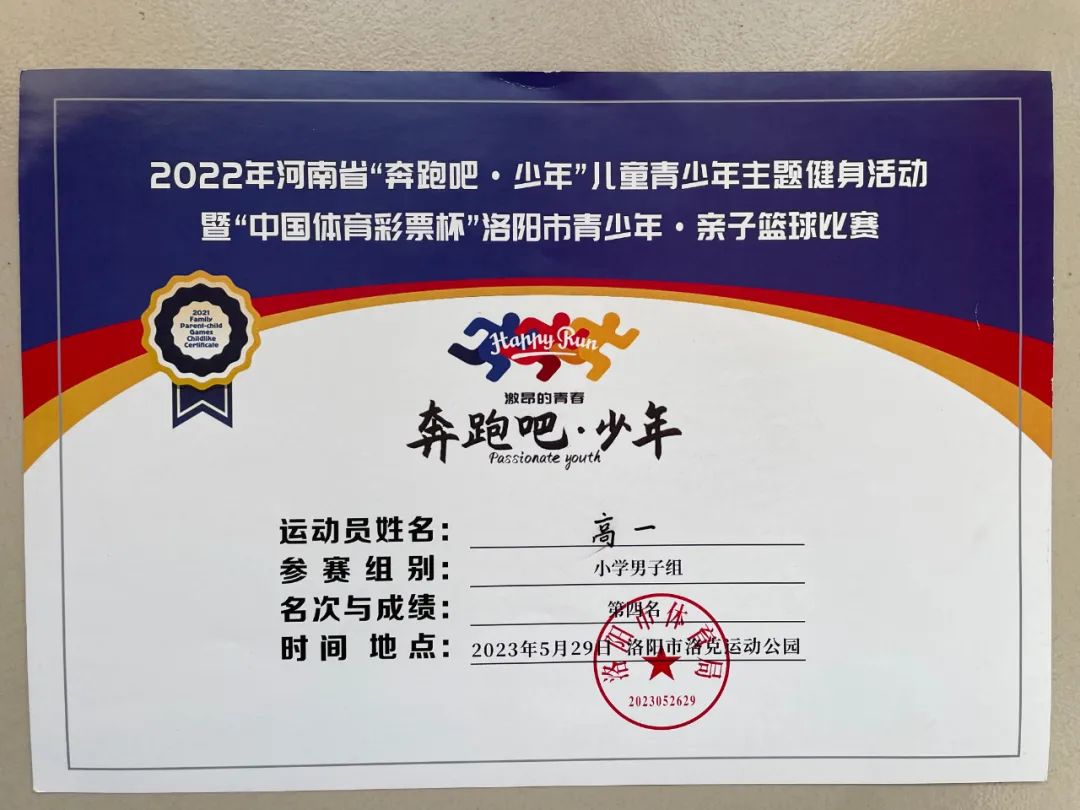 2022年河南省“奔跑吧·少年”儿童青少年主题健身活动
暨“中国体育彩票杯”洛阳市青少年·亲子篮球比赛
2021
Family
Parent-child
Games
Childlike
Certificate
Happy Run
激昂的青春
奔跑吧·少年
Passionate youth
运动员姓名：高一
参赛组别：小学男子组
名次与成绩：第四名
时间 地点：2023年5月29日 洛阳市洛克运动公园
洛阳市体育局
2023052629